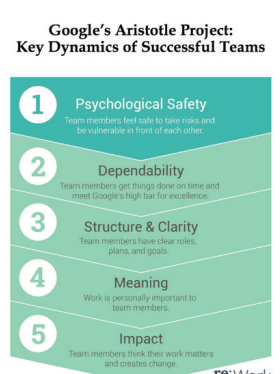 Google's Aristotle Project:
Key Dynamics of Successful Teams
1
Psychological Safety
Team members feel safe to take risks and
be vulnerable in front of each other.
2
Dependability
Team members get things done on time and
meet Google's high bar for excellence.
3
Structure & Clarity
Team members have clear roles,
plans, and goals.
4
Meaning
Work is personally important to
team members.
5
Impact
Team members think their work matters
and creates change.
re:Work